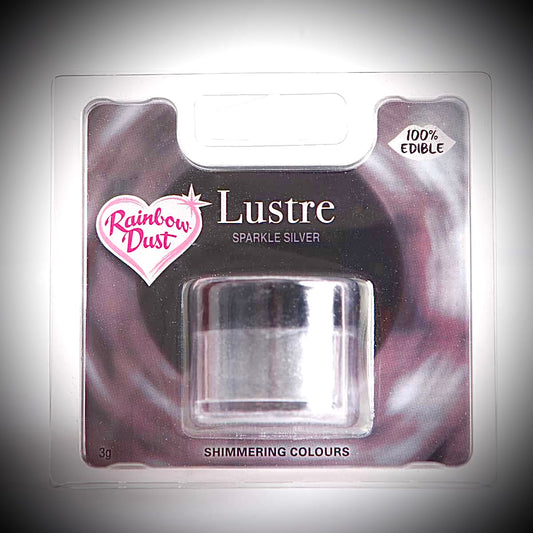 100%
EDIBLE
Rainbow
Dust
Lustre
SPARKLE SILVER
3g
SHIMMERING COLOURS